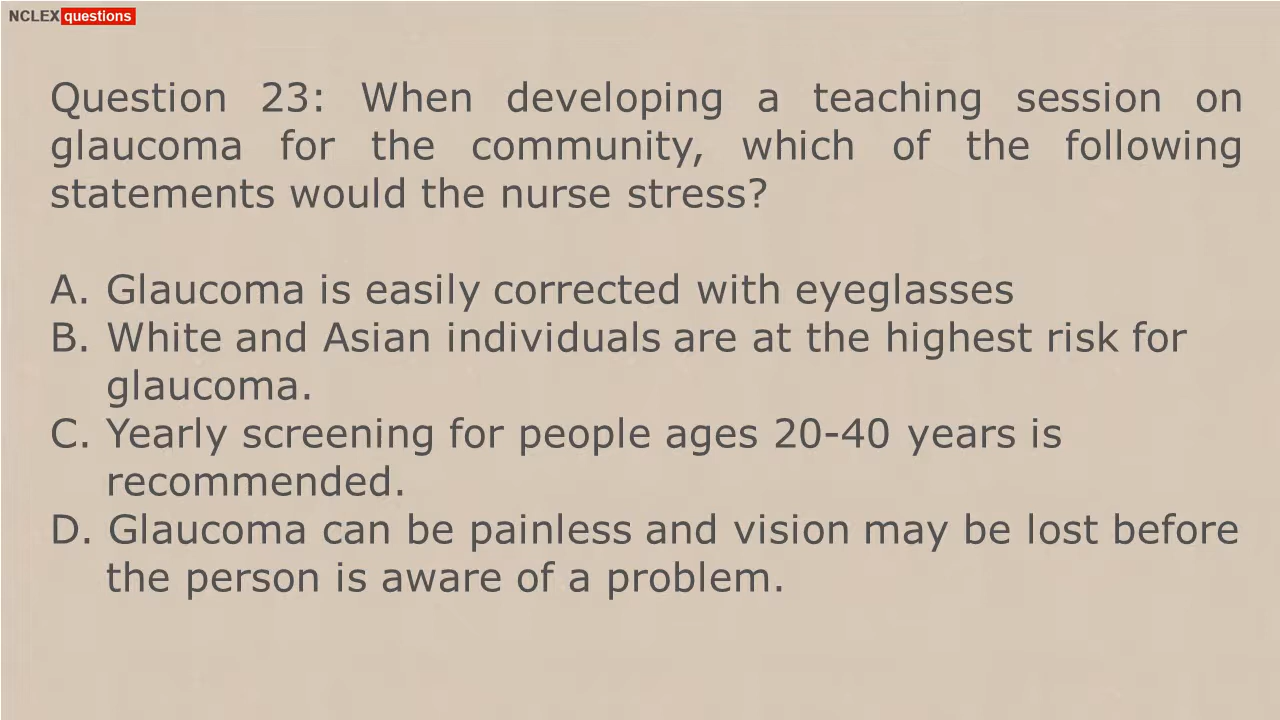 NCLEX questions
Question 23: When developing a teaching session on
glaucoma for the community, which of the following
statements would the nurse stress?
A. Glaucoma is easily corrected with eyeglasses
B. White and Asian individuals are at the highest risk for
glaucoma.
C. Yearly screening for people ages 20-40 years is
recommended.
D. Glaucoma can be painless and vision may be lost before
the person is aware of a problem.